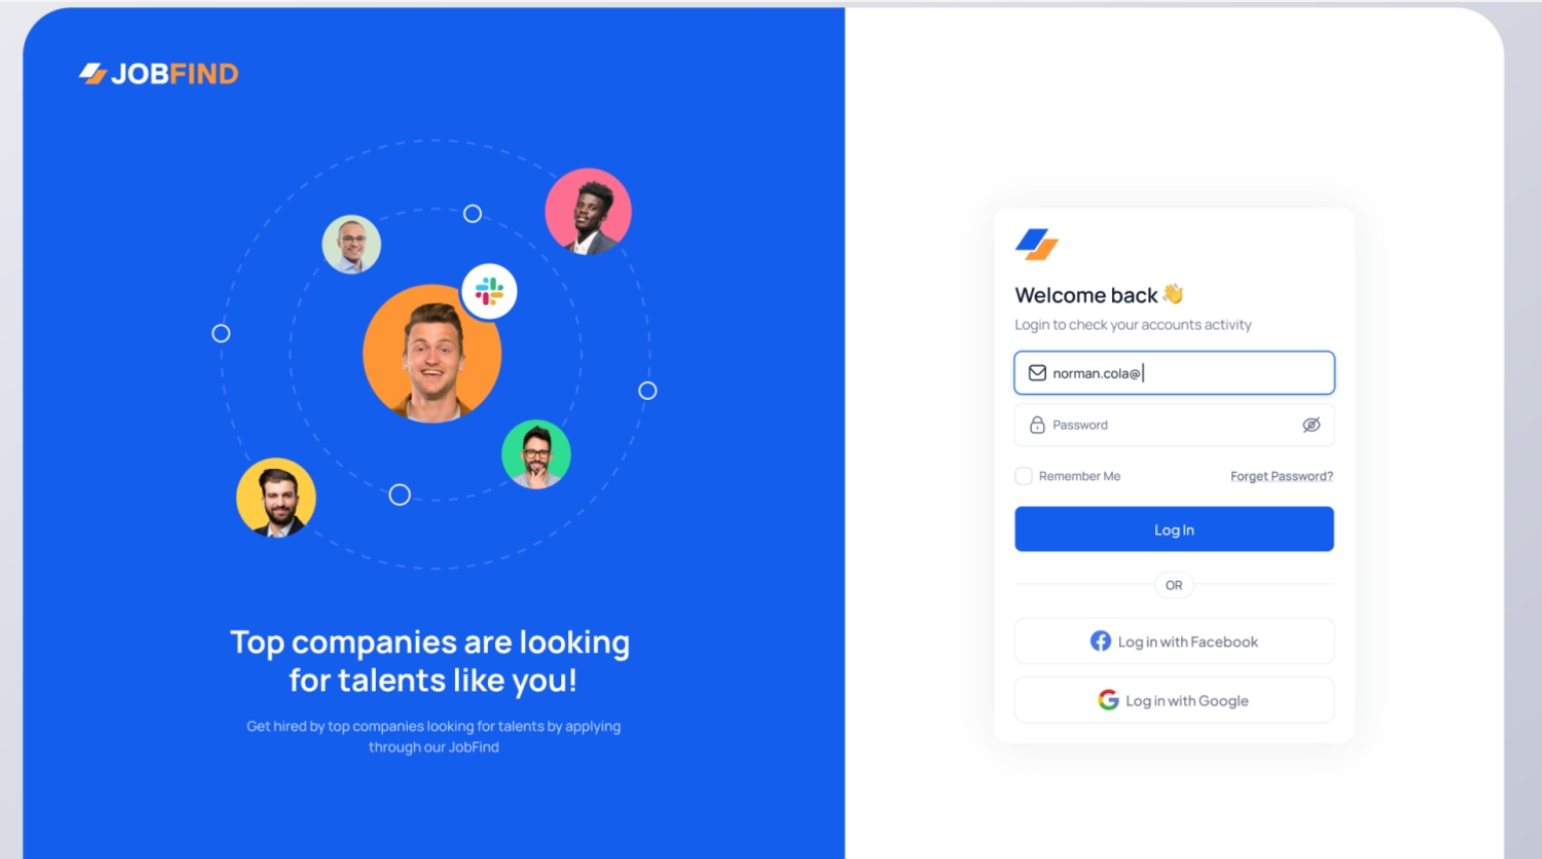 JOBFIND
Top companies are looking
for talents like you!
Get hired by top companies looking for talents by applying
through our JobFind
Welcome back 👋
Login to check your accounts activity
norman.cola@
Password
Remember Me
Forget Password?
Log In
OR
Log in with Facebook
Log in with Google